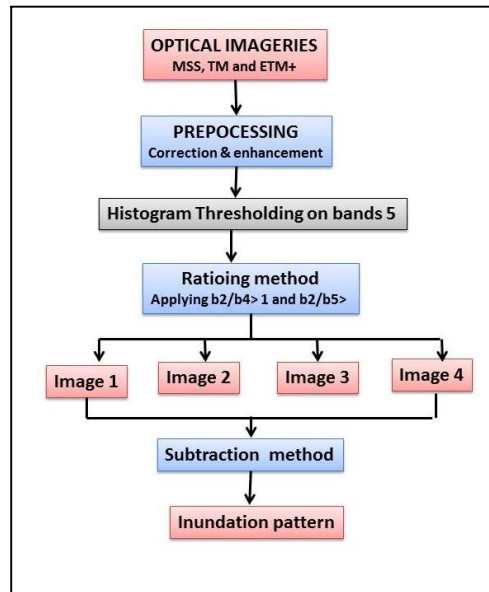 OPTICAL IMAGERIES
MSS, TM and ETM+
PREPOCESSING
Correction & enhancement
Histogram Thresholding on bands 5
Ratioing method
Applying b2/b4> 1 and b2/b5>
Image 1
Image 2
Image 3
Image 4
Subtraction method
Inundation pattern